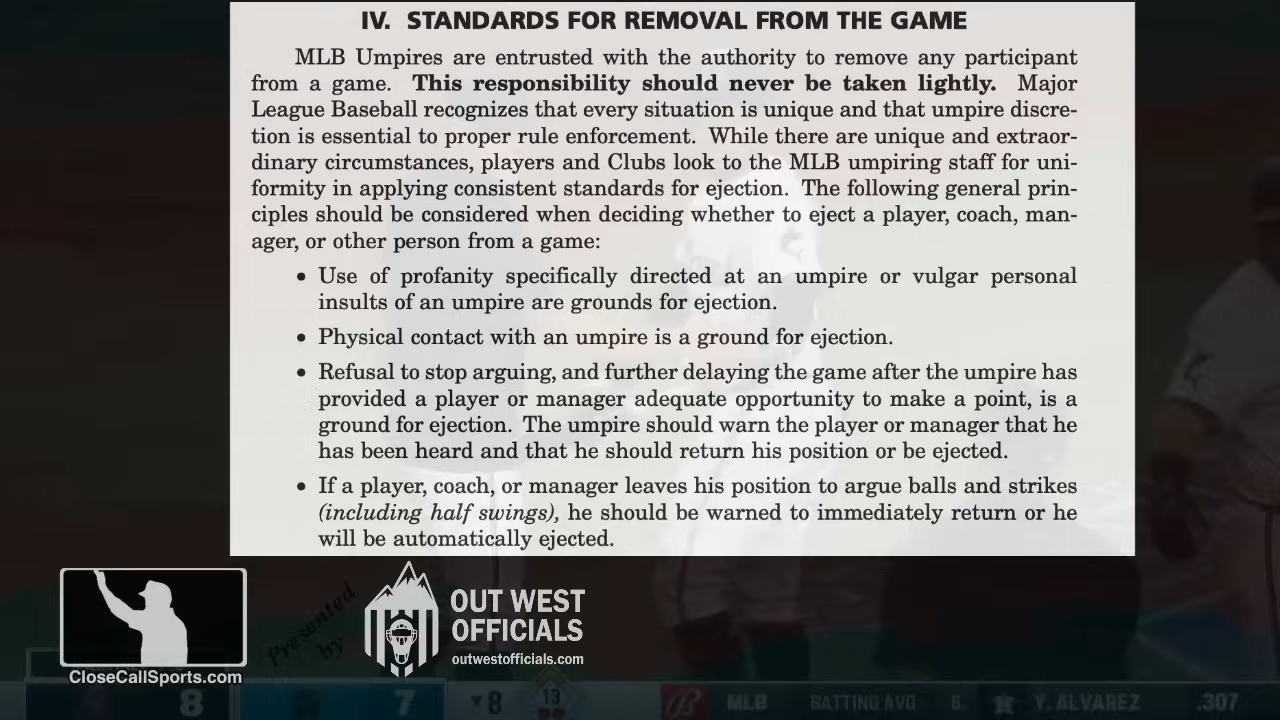 IV. STANDARDS FOR REMOVAL FROM THE GAME
MLB Umpires are entrusted with the authority to remove any participant
from a game. This responsibility should never be taken lightly. Major
League Baseball recognizes that every situation is unique and that umpire discre-
tion is essential to proper rule enforcement. While there are unique and extraor-
dinary circumstances, players and Clubs look to the MLB umpiring staff for uni-
formity in applying consistent standards for ejection. The following general prin-
ciples should be considered when deciding whether to eject a player, coach, man-
ager, or other person from a game:
• Use of profanity specifically directed at an umpire or vulgar personal
insults of an umpire are grounds for ejection.
• Physical contact with an umpire is a ground for ejection.
• Refusal to stop arguing, and further delaying the game after the umpire has
provided a player or manager adequate opportunity to make a point, is a
ground for ejection. The umpire should warn the player or manager that he
has been heard and that he should return his position or be ejected.
• If a player, coach, or manager leaves his position to argue balls and strikes
(including half swings), he should be warned to immediately return or he
will be automatically ejected.
CloseCallSports.com
Presented
by
OUT WEST
OFFICIALS
outwestofficials.com
8 7 ▼8 13 B MLB BATTING AVG 6. Y. ALVAREZ .307